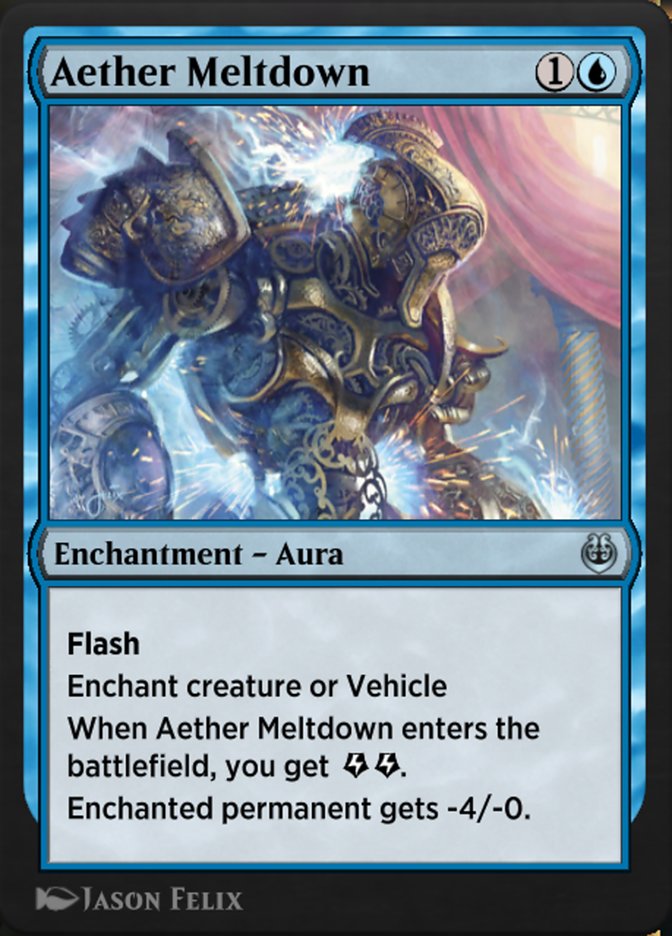 Aether Meltdown 1
Jelix
Enchantment – Aura
Flash
Enchant creature or Vehicle
When Aether Meltdown enters the
battlefield, you get .
Enchanted permanent gets -4/-0.
JASON FELIX